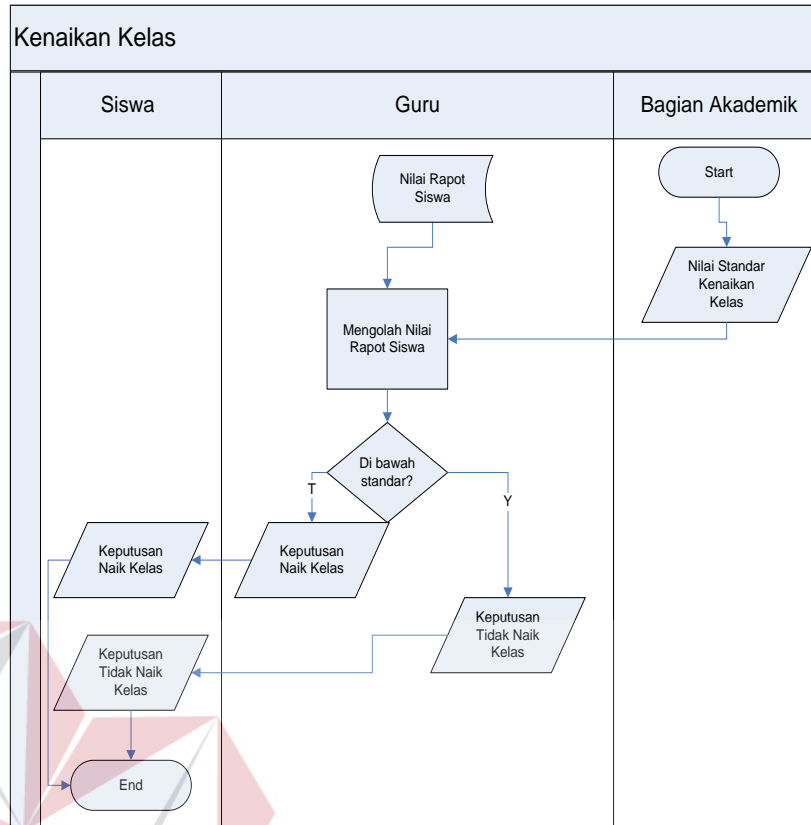 Kenaikan Kelas
Siswa
Guru
Bagian Akademik
Nilai Rapot
Siswa
Start
Nilai Standar
Kenaikan
Kelas
Mengolah Nilai
Rapot Siswa
Di bawah
standar?
T
Y
Keputusan
Naik Kelas
Keputusan
Naik Kelas
Keputusan
Tidak Naik
Kelas
Keputusan
Tidak Naik
Kelas
End